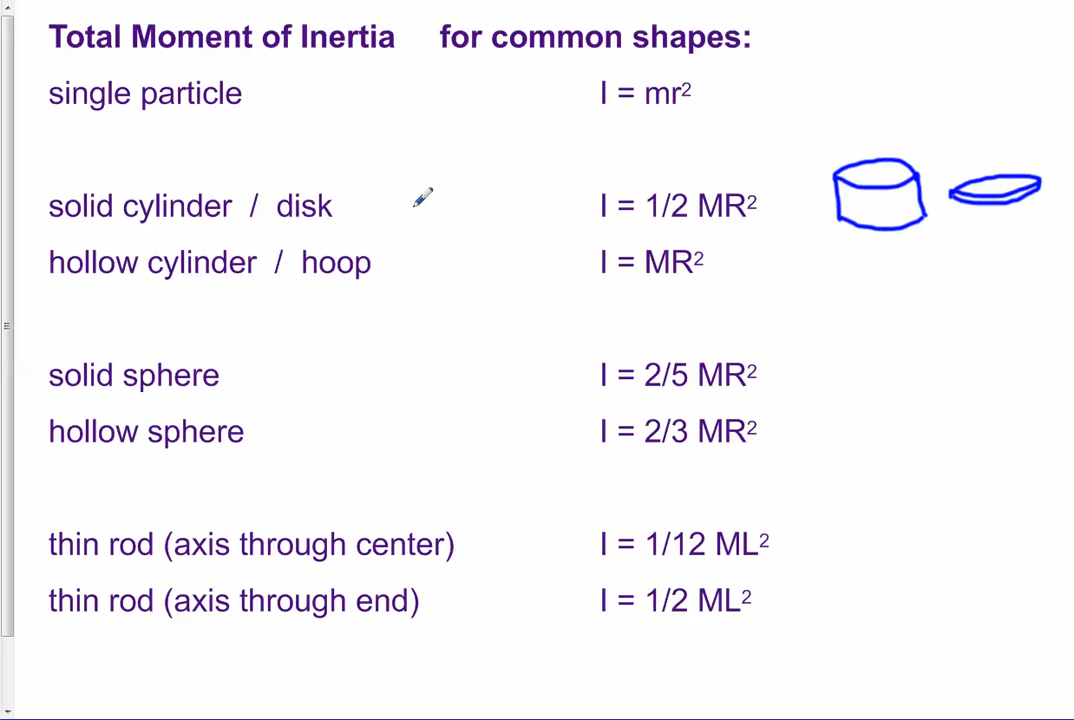 Total Moment of Inertia for common shapes:
single particle I = mr²
solid cylinder / disk I = 1/2 MR²
hollow cylinder / hoop I = MR²
solid sphere I = 2/5 MR²
hollow sphere I = 2/3 MR²
thin rod (axis through center) I = 1/12 ML²
thin rod (axis through end) I = 1/2 ML²